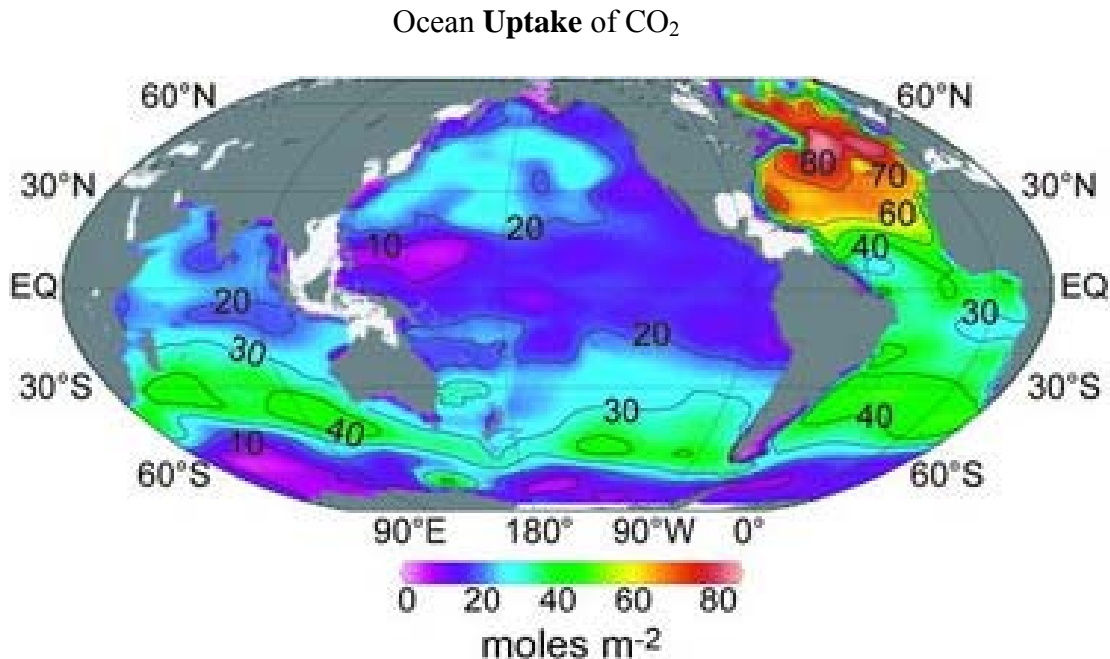 Ocean Uptake of CO₂
60°N 60°N
80 70
30°N 0 30°N
60
20
10 40
EQ EQ
20 30
20
30
30°S 30°S
30 40
40
10
60°S 60°S
90°E 180° 90°W 0°
0 20 40 60 80
moles m⁻²